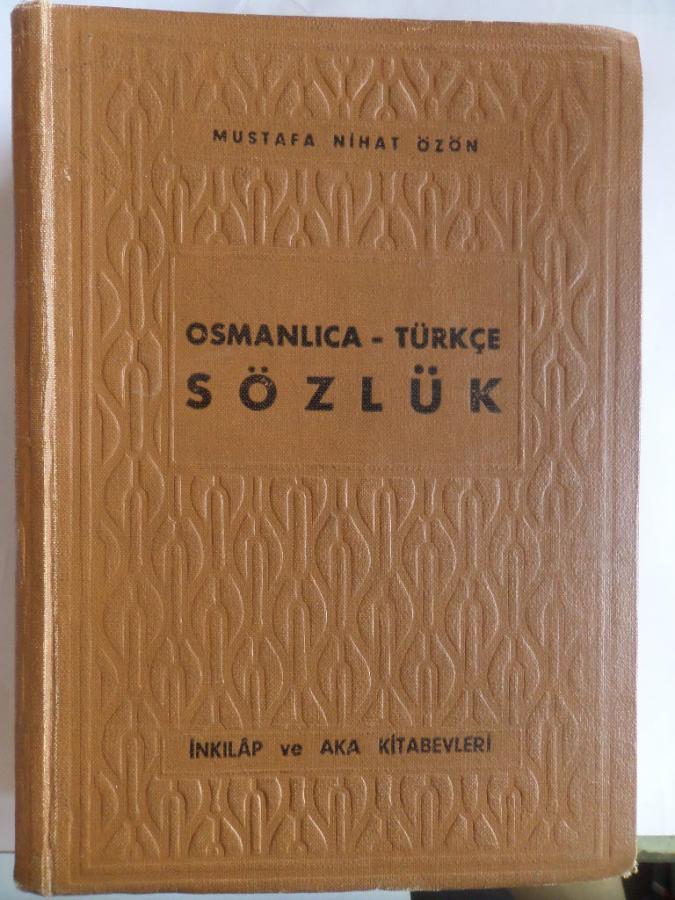 MUSTAFA NİHAT ÖZÖN
OSMANLICA - TÜRKÇE
SÖZLÜK
İNKILÂP ve AKA KİTABEVLERİ